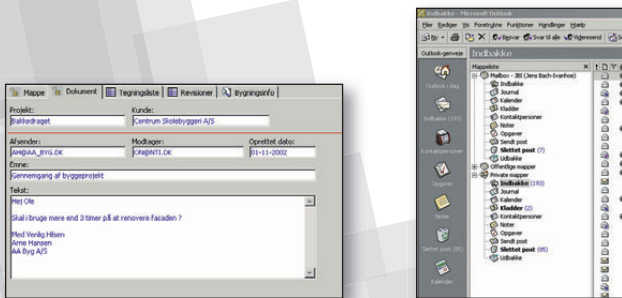 Mappe Dokument Tegningsliste Revisioner Bygningsinfo
Projekt: Kunde:
Bakkedraget Centrum Skolebyggeri A/S
Afsender: Modtager: Oprettet dato:
AH@AA_BYG.DK ON@NTI.DK 01-11-2002
Emne:
Gennemgang af byggeprojekt
Tekst:
Hej Ole
Skal i bruge mere end 3 timer på at renovere facaden ?
Med Venlig Hilsen
Arne Hansen
AA Byg A/S
Indbakke - Microsoft Outlook
Filer Rediger Vis Foretrukne Funktioner Handlinger Hjælp
Ny Besvar Svar til alle Videresend
Outlook-genveje Indbakke
Outlook i dag
Indbakke (193)
Kontaktpersoner
Opgaver
Noter
Slettet post (85)
Kalender
Mappeliste
Mailbox - JBI (Jens Bach-Ivanhoe)
Indbakke
Journal
Kalender
Kladder
Kontaktpersoner
Noter
Opgaver
Sendt post
Slettet post (7)
Udbakke
Offentlige mapper
Private mapper
Indbakke (193)
Journal
Kalender
Kladder (2)
Kontaktpersoner
Noter
Opgaver
Sendt post
Slettet post (85)
Udbakke